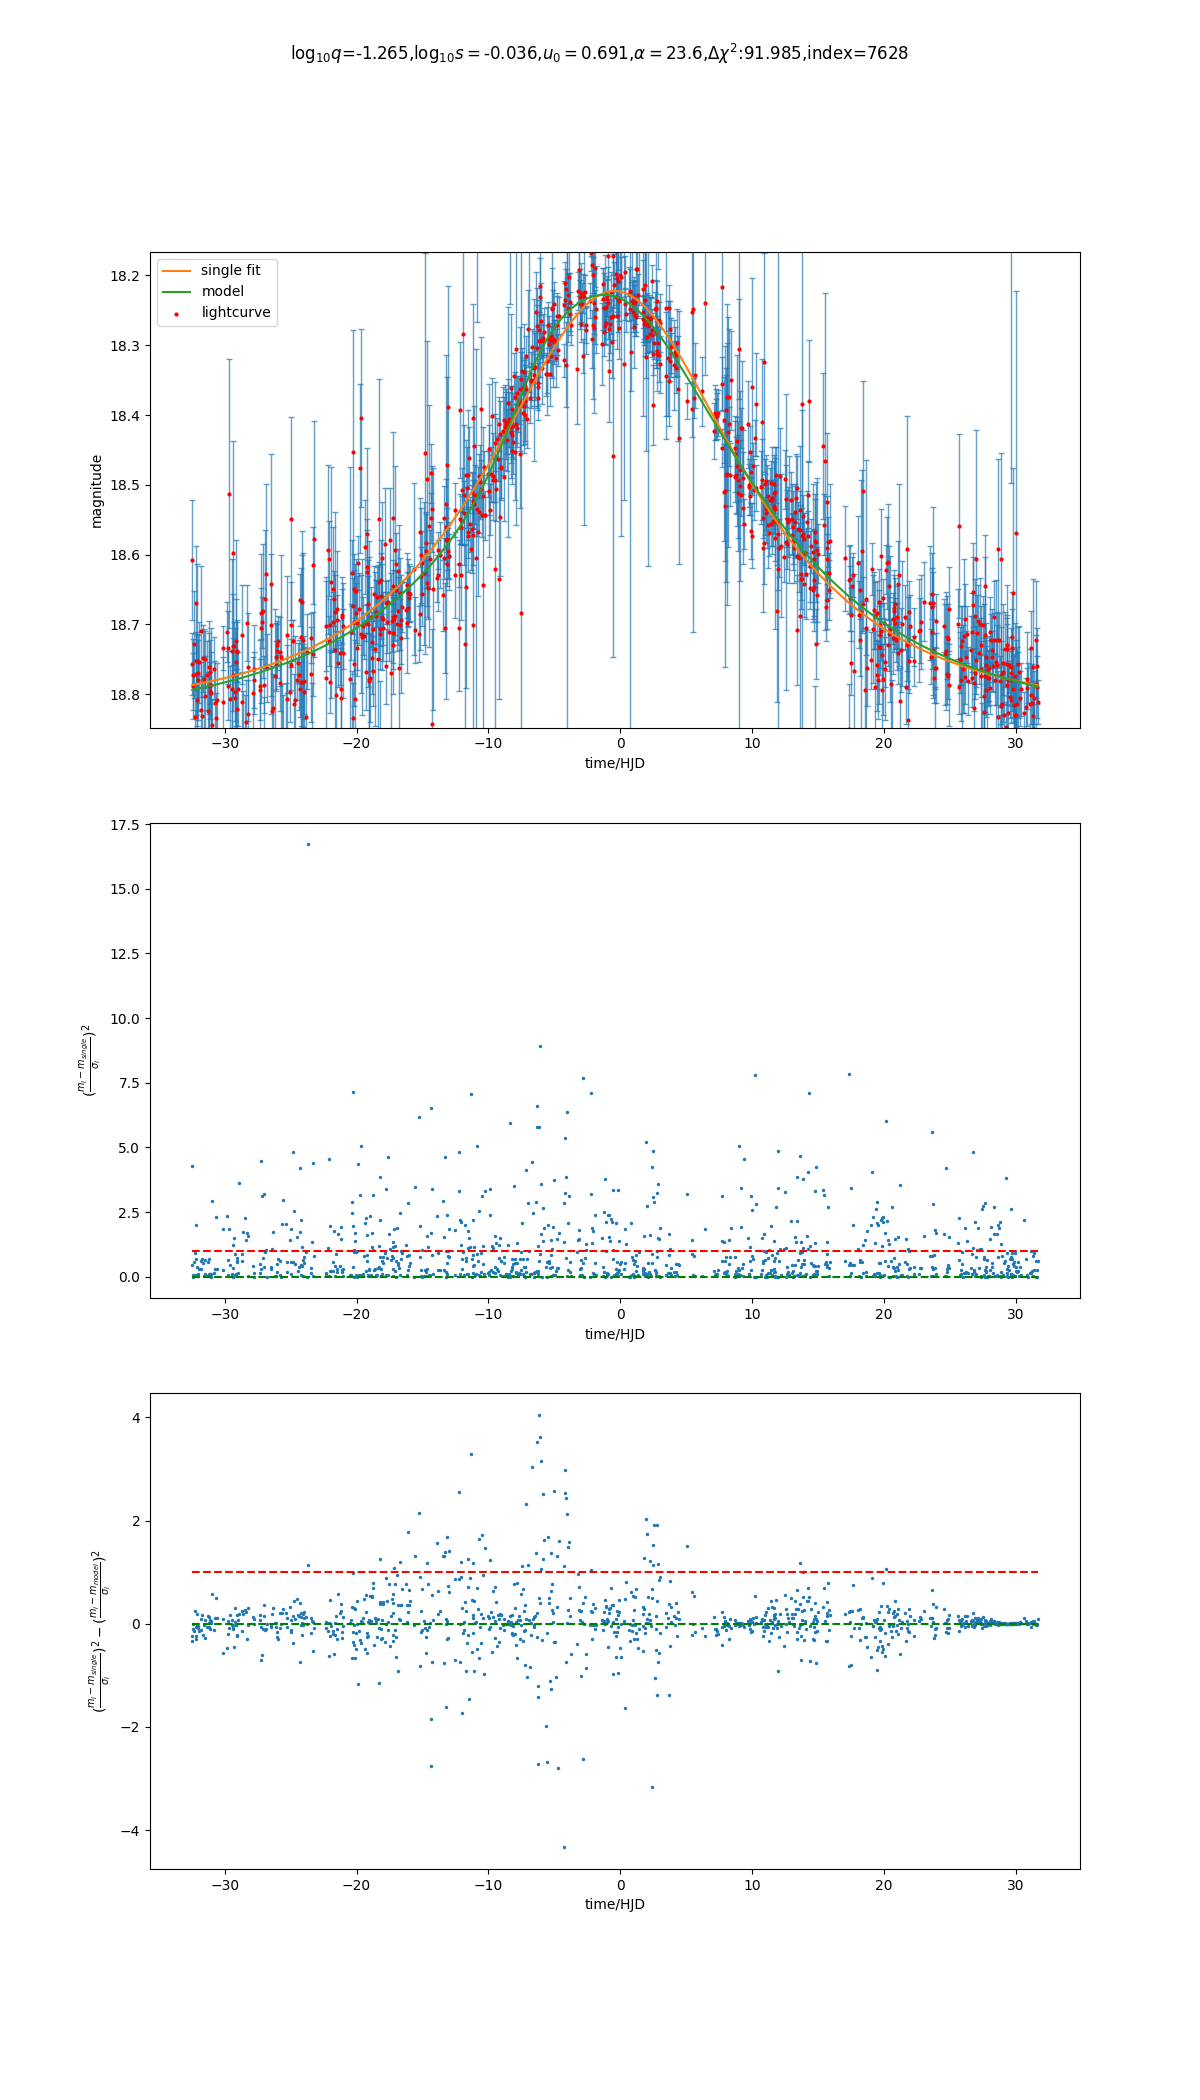 log₁₀q=-1.265,log₁₀s = -0.036,u₀ = 0.691,α = 23.6,Δχ²:91.985,index=7628
single fit
model
lightcurve
magnitude
18.2
18.3
18.4
18.5
18.6
18.7
18.8
−30 −20 −10 0 10 20 30
time/HJD
(mᵢ − m_single / σᵢ)²
17.5
15.0
12.5
10.0
7.5
5.0
2.5
0.0
−30 −20 −10 0 10 20 30
time/HJD
(mᵢ − m_single / σᵢ)² − (mᵢ − m_model / σᵢ)²
4
2
0
−2
−4
−30 −20 −10 0 10 20 30
time/HJD